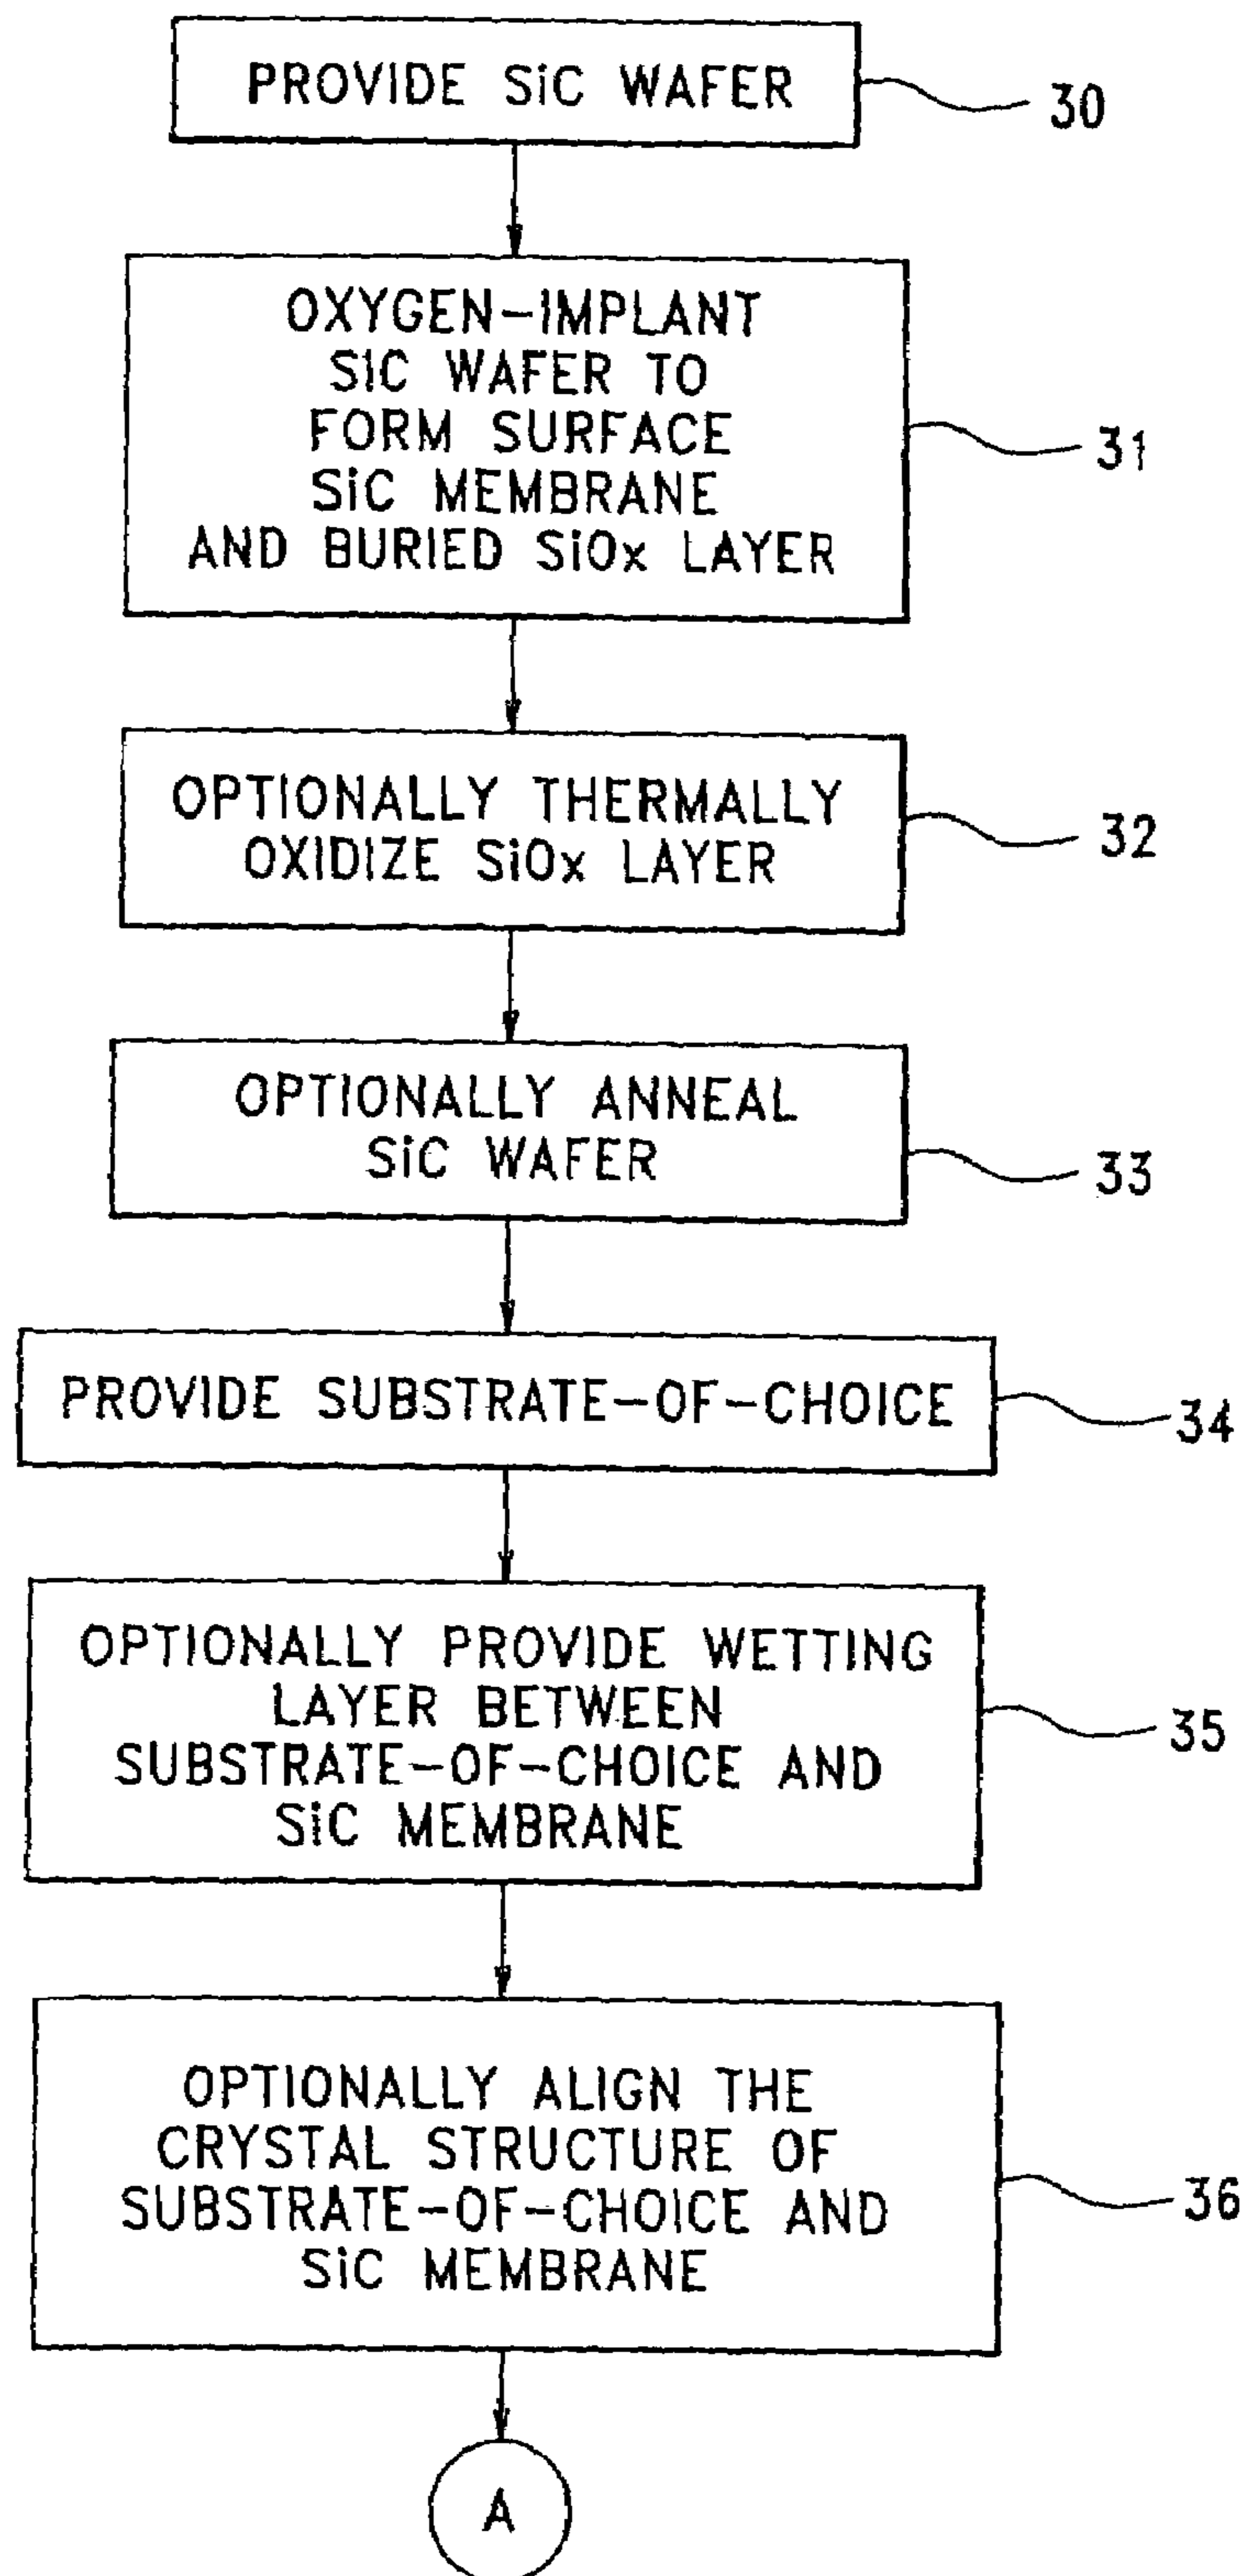 PROVIDE SiC WAFER
30
OXYGEN-IMPLANT
SiC WAFER TO
FORM SURFACE
SiC MEMBRANE
AND BURIED SiOx LAYER
31
OPTIONALLY THERMALLY
OXIDIZE SiOx LAYER
32
OPTIONALLY ANNEAL
SiC WAFER
33
PROVIDE SUBSTRATE-OF-CHOICE
34
OPTIONALLY PROVIDE WETTING
LAYER BETWEEN
SUBSTRATE-OF-CHOICE AND
SiC MEMBRANE
35
OPTIONALLY ALIGN THE
CRYSTAL STRUCTURE OF
SUBSTRATE-OF-CHOICE AND
SiC MEMBRANE
36
A